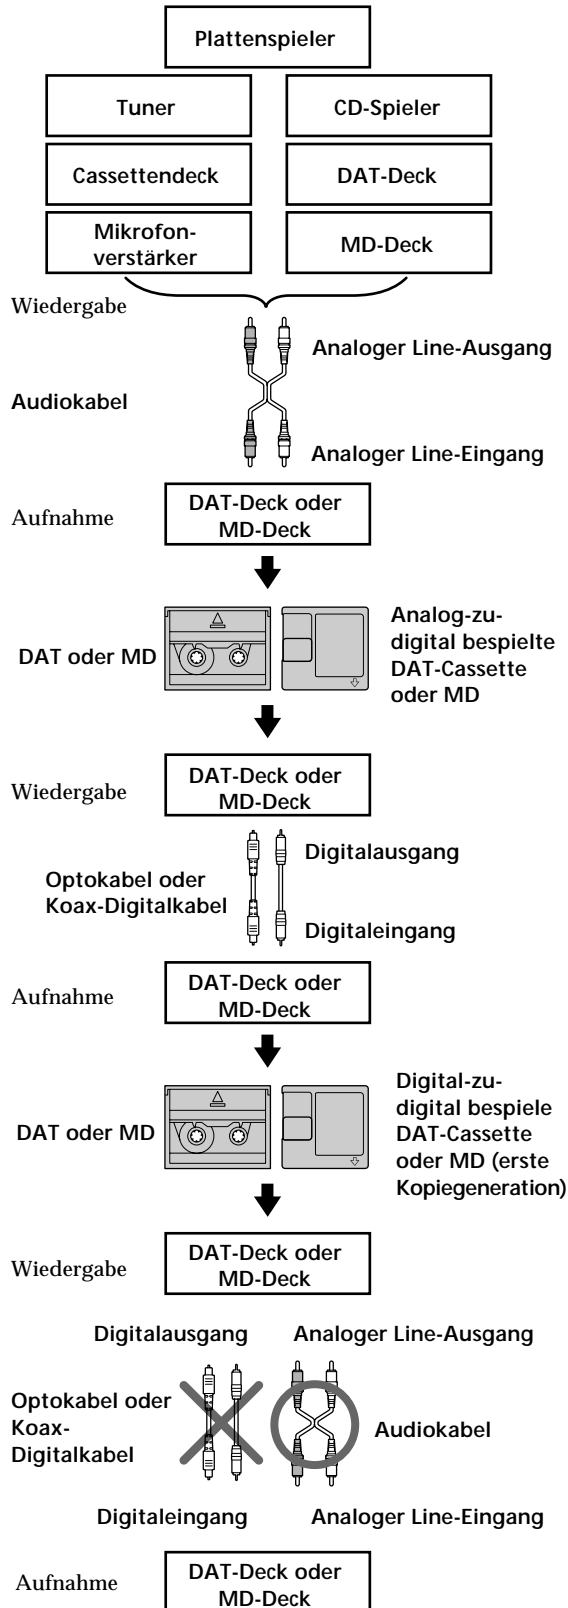 Plattenspieler
Tuner
CD-Spieler
Cassettendeck
DAT-Deck
Mikrofon-
verstärker
MD-Deck
Wiedergabe
Analoger Line-Ausgang
Audiokabel
Analoger Line-Eingang
Aufnahme
DAT-Deck oder
MD-Deck
DAT oder MD
Analog-zu-
digital bespielte
DAT-Cassette
oder MD
Wiedergabe
DAT-Deck oder
MD-Deck
Digitalausgang
Optokabel oder
Koax-Digitalkabel
Digitaleingang
Aufnahme
DAT-Deck oder
MD-Deck
DAT oder MD
Digital-zu-
digital bespiele
DAT-Cassette
oder MD (erste
Kopiegeneration)
Wiedergabe
DAT-Deck oder
MD-Deck
Digitalausgang
Analoger Line-Ausgang
Optokabel oder
Koax-
Digitalkabel
Audiokabel
Digitaleingang
Analoger Line-Eingang
Aufnahme
DAT-Deck oder
MD-Deck